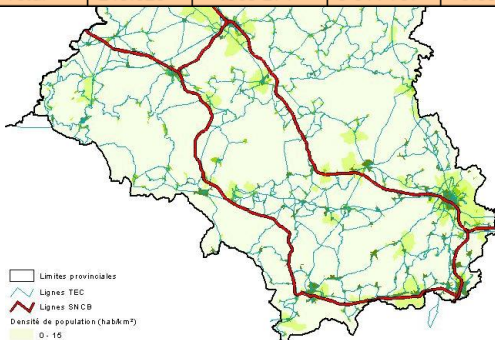 Limites provinciales
Lignes TEC
Lignes SNCB
Densité de population (hab/km²)
0 - 15